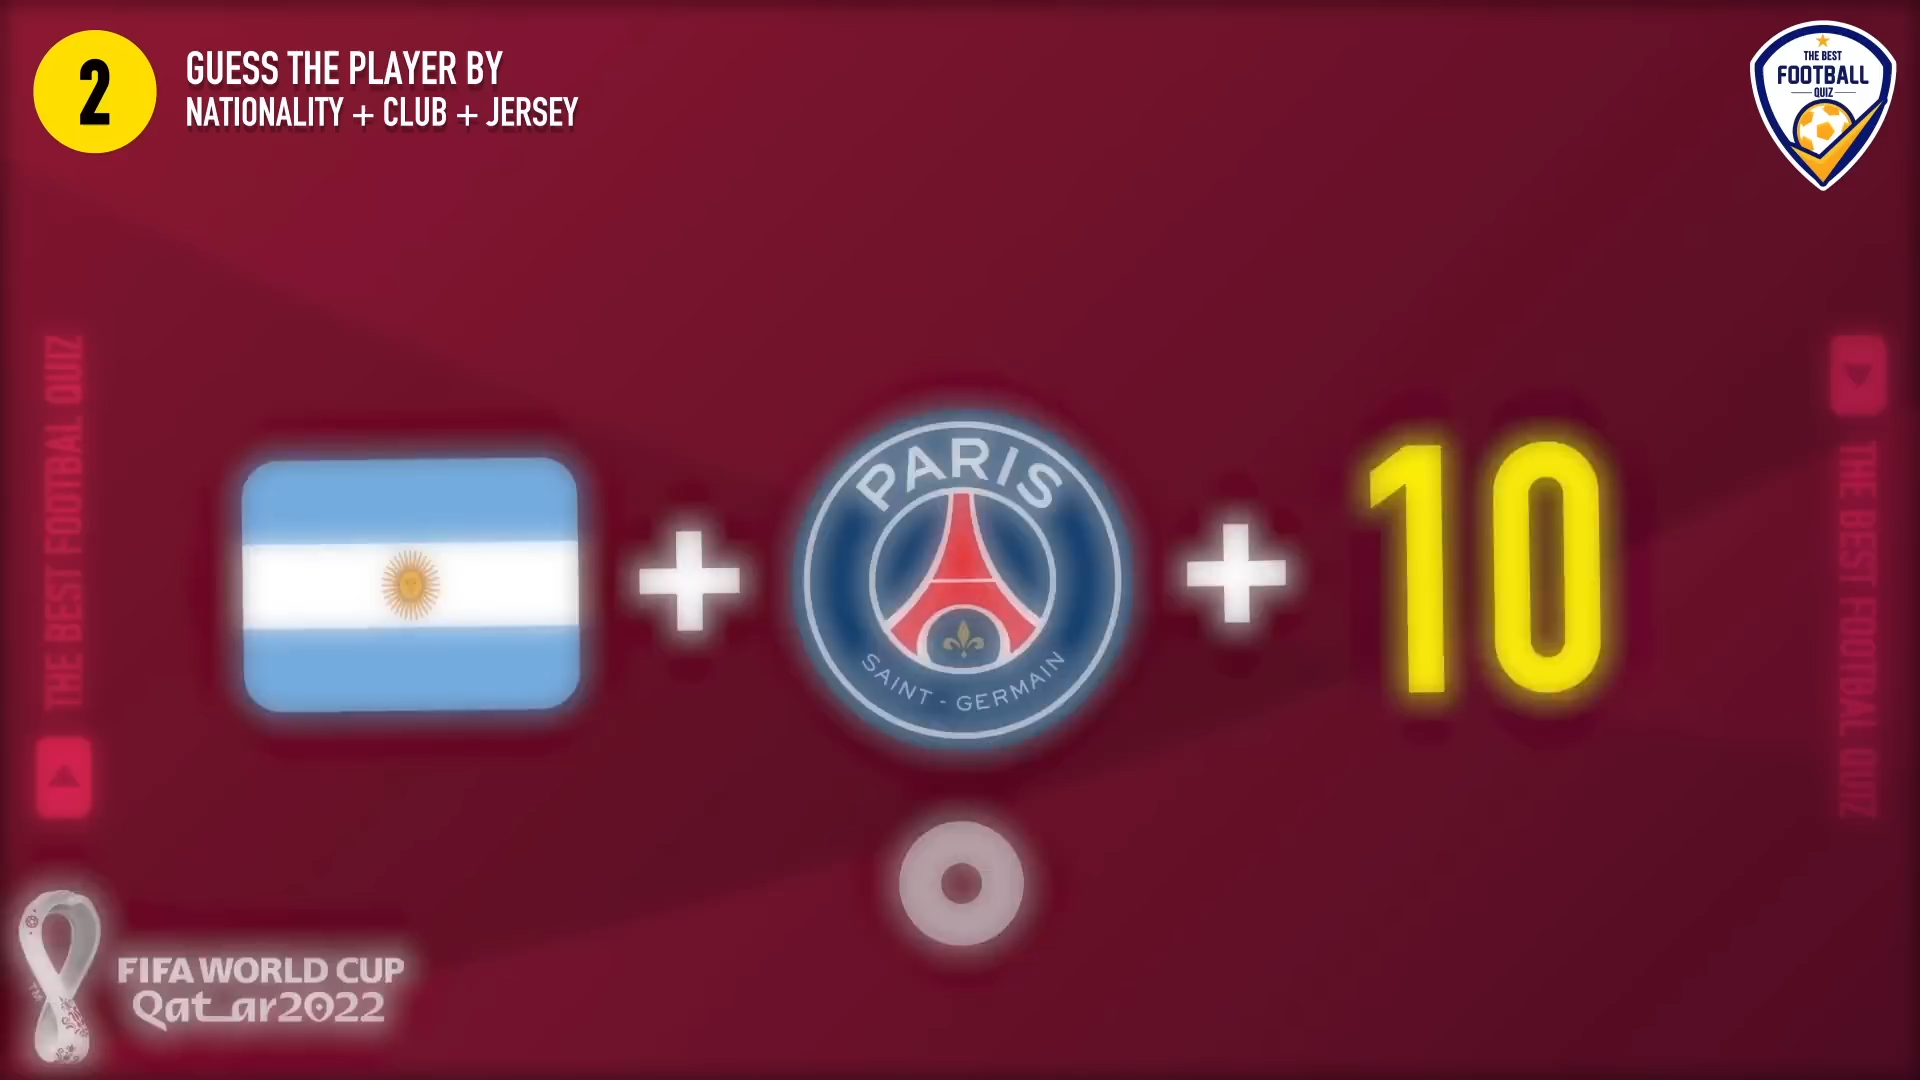 2
GUESS THE PLAYER BY
NATIONALITY + CLUB + JERSEY
THE BEST
FOOTBALL
QUIZ
THE BEST FOOTBAL QUIZ
THE BEST FOOTBAL QUIZ
+
PARIS
SAINT - GERMAIN
+
10
FIFA WORLD CUP
Qatar2022
TM